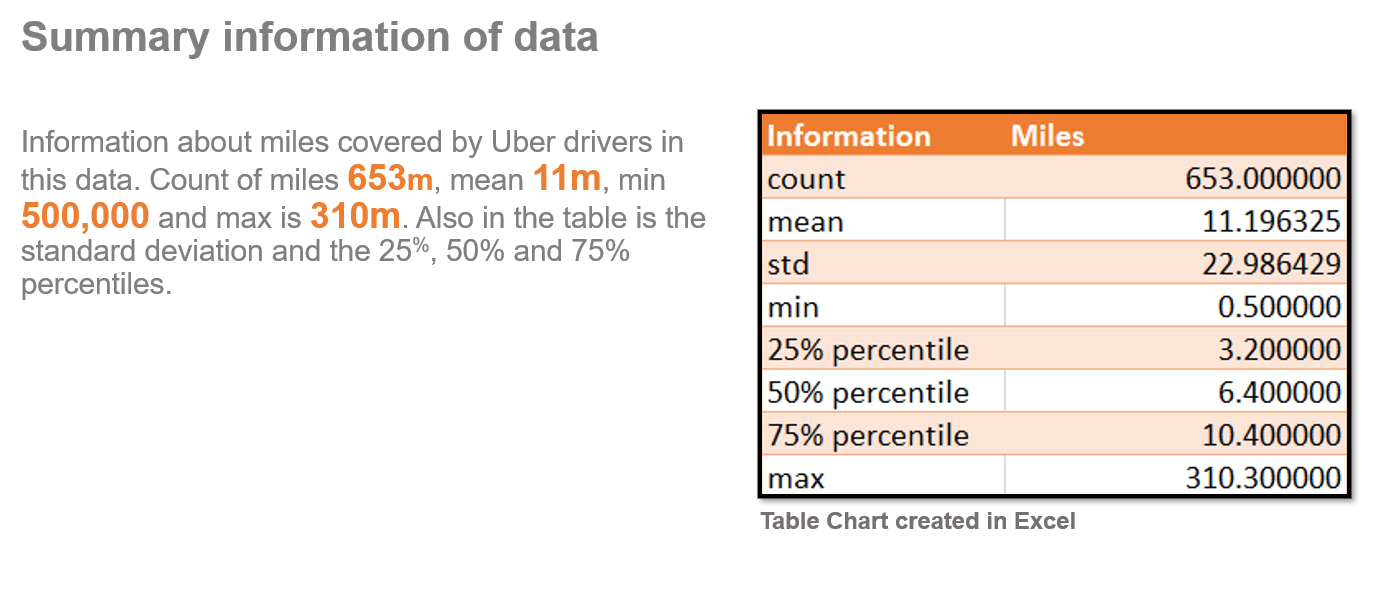 Summary information of data
Information about miles covered by Uber drivers in
this data. Count of miles 653m, mean 11m, min
500,000 and max is 310m. Also in the table is the
standard deviation and the 25%, 50% and 75%
percentiles.
Information Miles
count 653.000000
mean 11.196325
std 22.986429
min 0.500000
25% percentile 3.200000
50% percentile 6.400000
75% percentile 10.400000
max 310.300000
Table Chart created in Excel